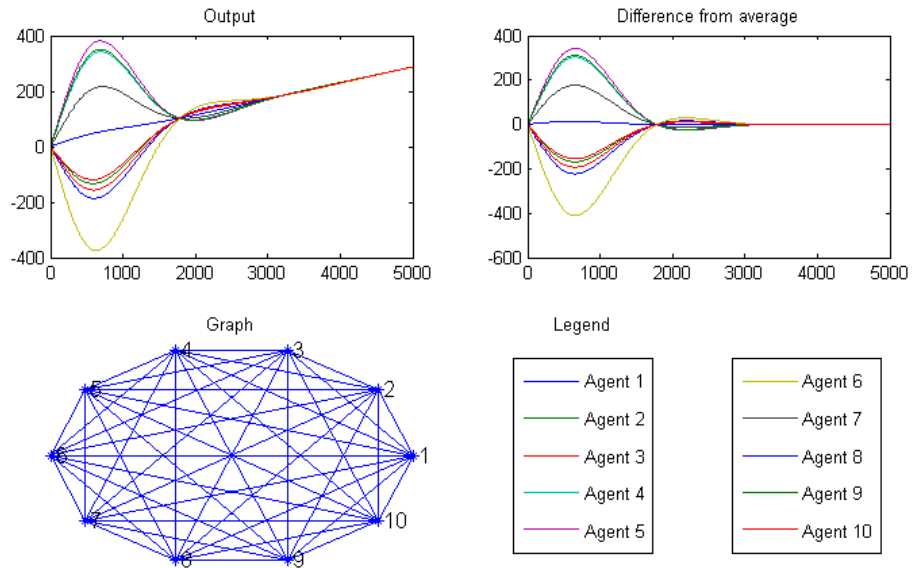 Output
400
200
0
-200
-400
0 1000 2000 3000 4000 5000
Difference from average
400
200
0
-200
-400
-600
0 1000 2000 3000 4000 5000
Graph
4 3
5 2
6 1
7 10
8 9
Legend
Agent 1
Agent 2
Agent 3
Agent 4
Agent 5
Agent 6
Agent 7
Agent 8
Agent 9
Agent 10